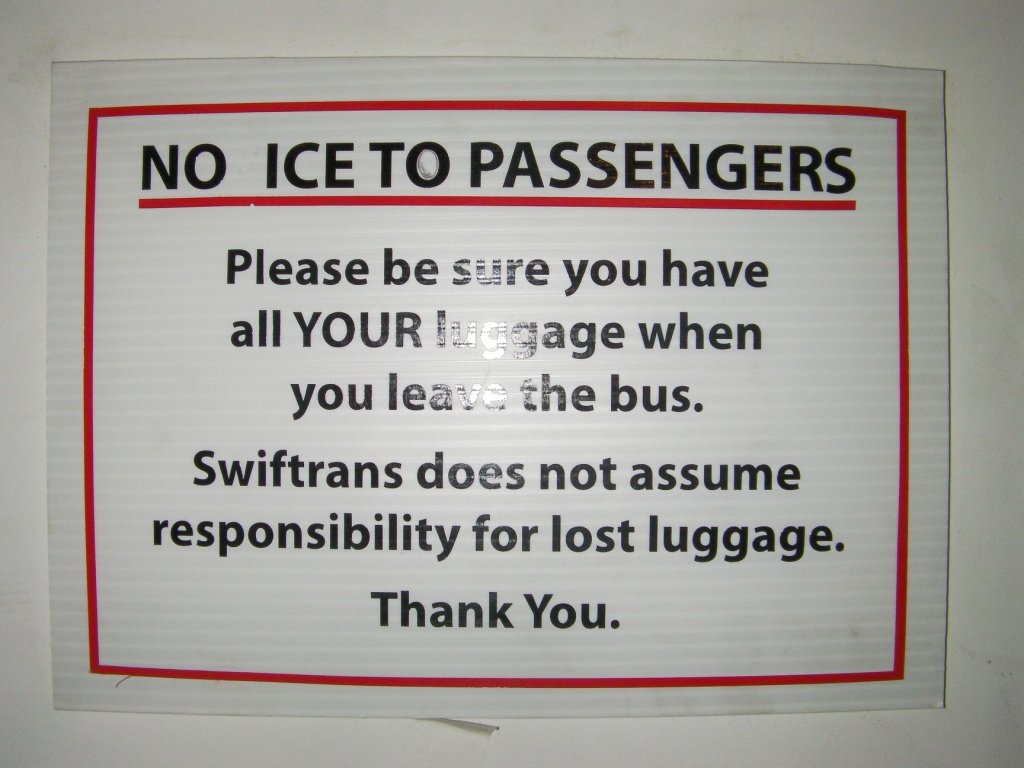 NO ICE TO PASSENGERS
Please be sure you have
all YOUR luggage when
you leave the bus.
Swiftrans does not assume
responsibility for lost luggage.
Thank You.